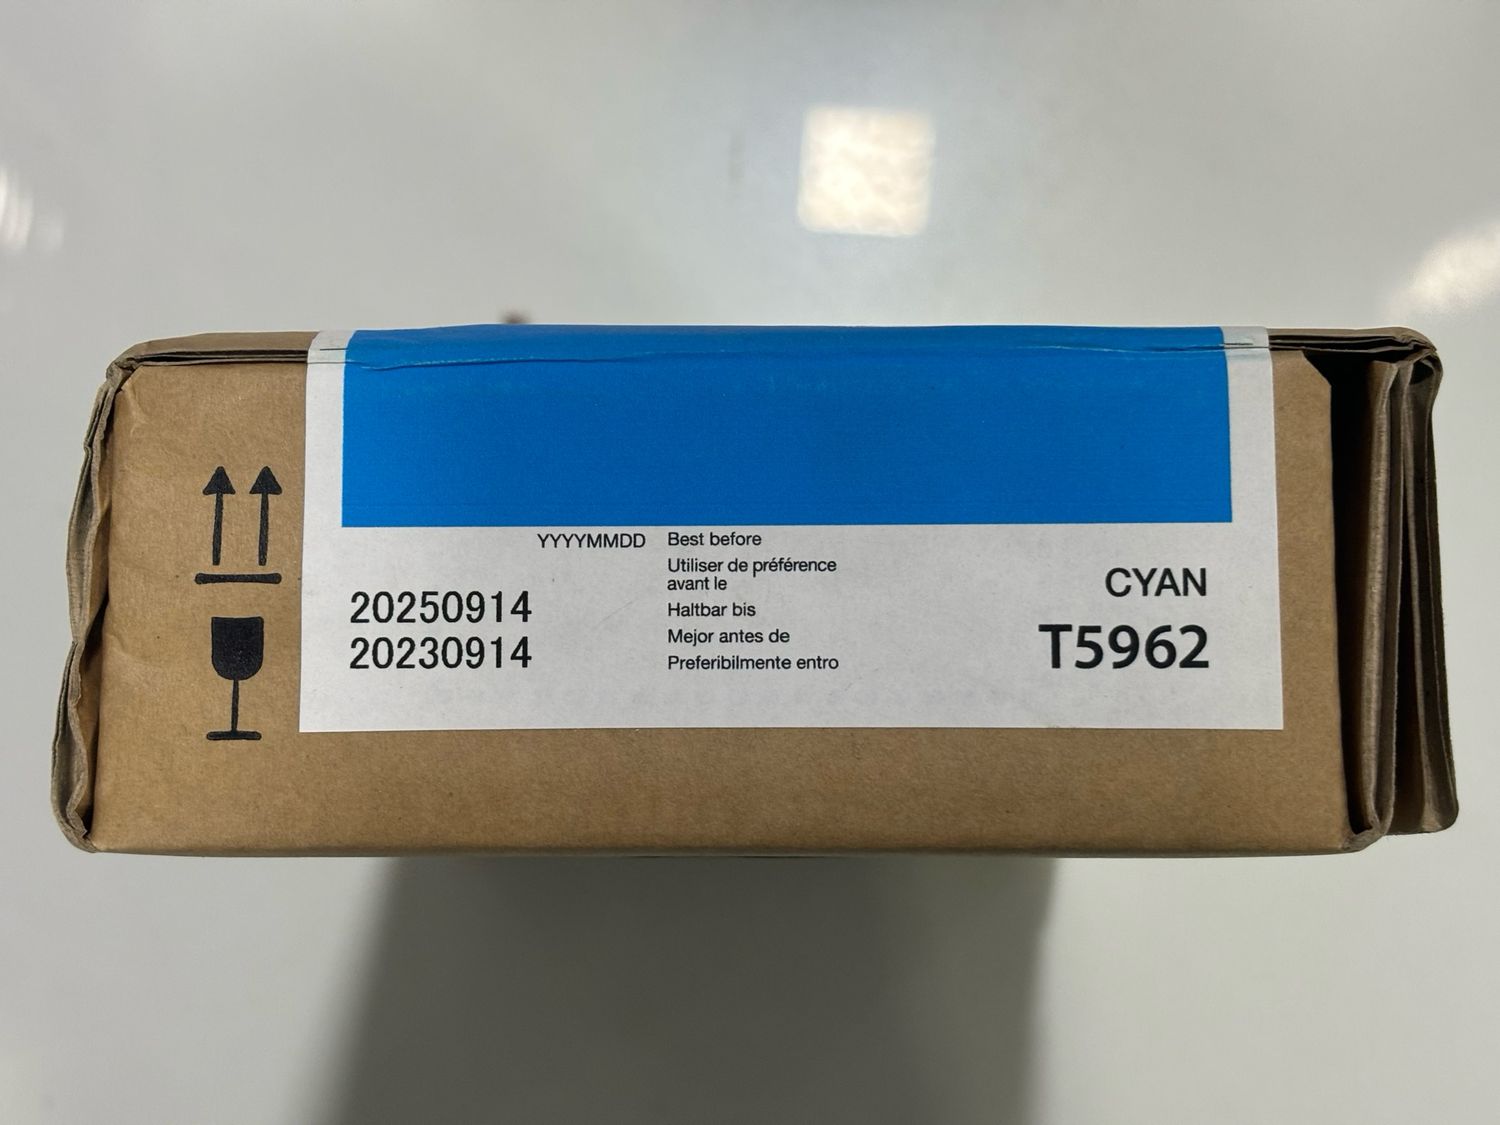 YYYYMMDD
20250914
20230914
Best before
Utiliser de préférence
avant le
Haltbar bis
Mejor antes de
Preferibilmente entro
CYAN
T5962